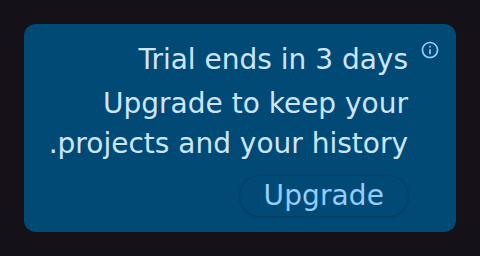 Trial ends in 3 days
Upgrade to keep your
.projects and your history
Upgrade